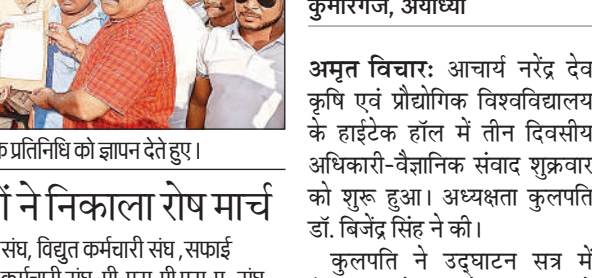 प्रतिनिधि को ज्ञापन देते हुए।
ने निकाला रोष मार्च
संघ, विद्युत कर्मचारी संघ, सफाई
कुमारगंज, अयोध्या
अमृत विचारः आचार्य नरेंद्र देव
कृषि एवं प्रौद्योगिक विश्वविद्यालय
के हाईटेक हॉल में तीन दिवसीय
अधिकारी-वैज्ञानिक संवाद शुक्रवार
को शुरू हुआ। अध्यक्षता कुलपति
डॉ. बिजेंद्र सिंह ने की।
कुलपति ने उद्घाटन सत्र में